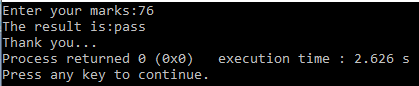 Enter your marks:76
The result is:pass
Thank you...
Process returned 0 (0x0)   execution time : 2.626 s
Press any key to continue.